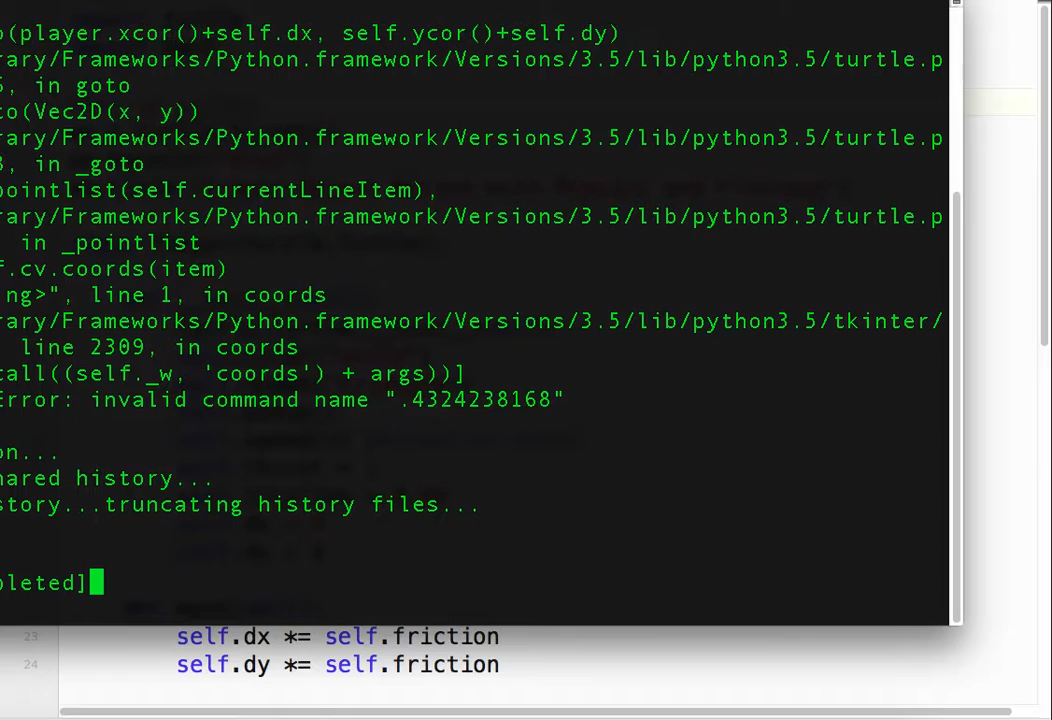 o(player.xcor()+self.dx, self.ycor()+self.dy)
rary/Frameworks/Python.framework/Versions/3.5/lib/python3.5/turtle.p
5, in goto
to(Vec2D(x, y))
rary/Frameworks/Python.framework/Versions/3.5/lib/python3.5/turtle.p
3, in _goto
pointlist(self.currentLineItem),
rary/Frameworks/Python.framework/Versions/3.5/lib/python3.5/turtle.p
in _pointlist
f.cv.coords(item)
ng>", line 1, in coords
rary/Frameworks/Python.framework/Versions/3.5/lib/python3.5/tkinter/
line 2309, in coords
call((self._w, 'coords') + args))]
Error: invalid command name ".4324238168"
on...
hared history...
story...truncating history files...
pleted]
23 self.dx *= self.friction
24 self.dy *= self.friction